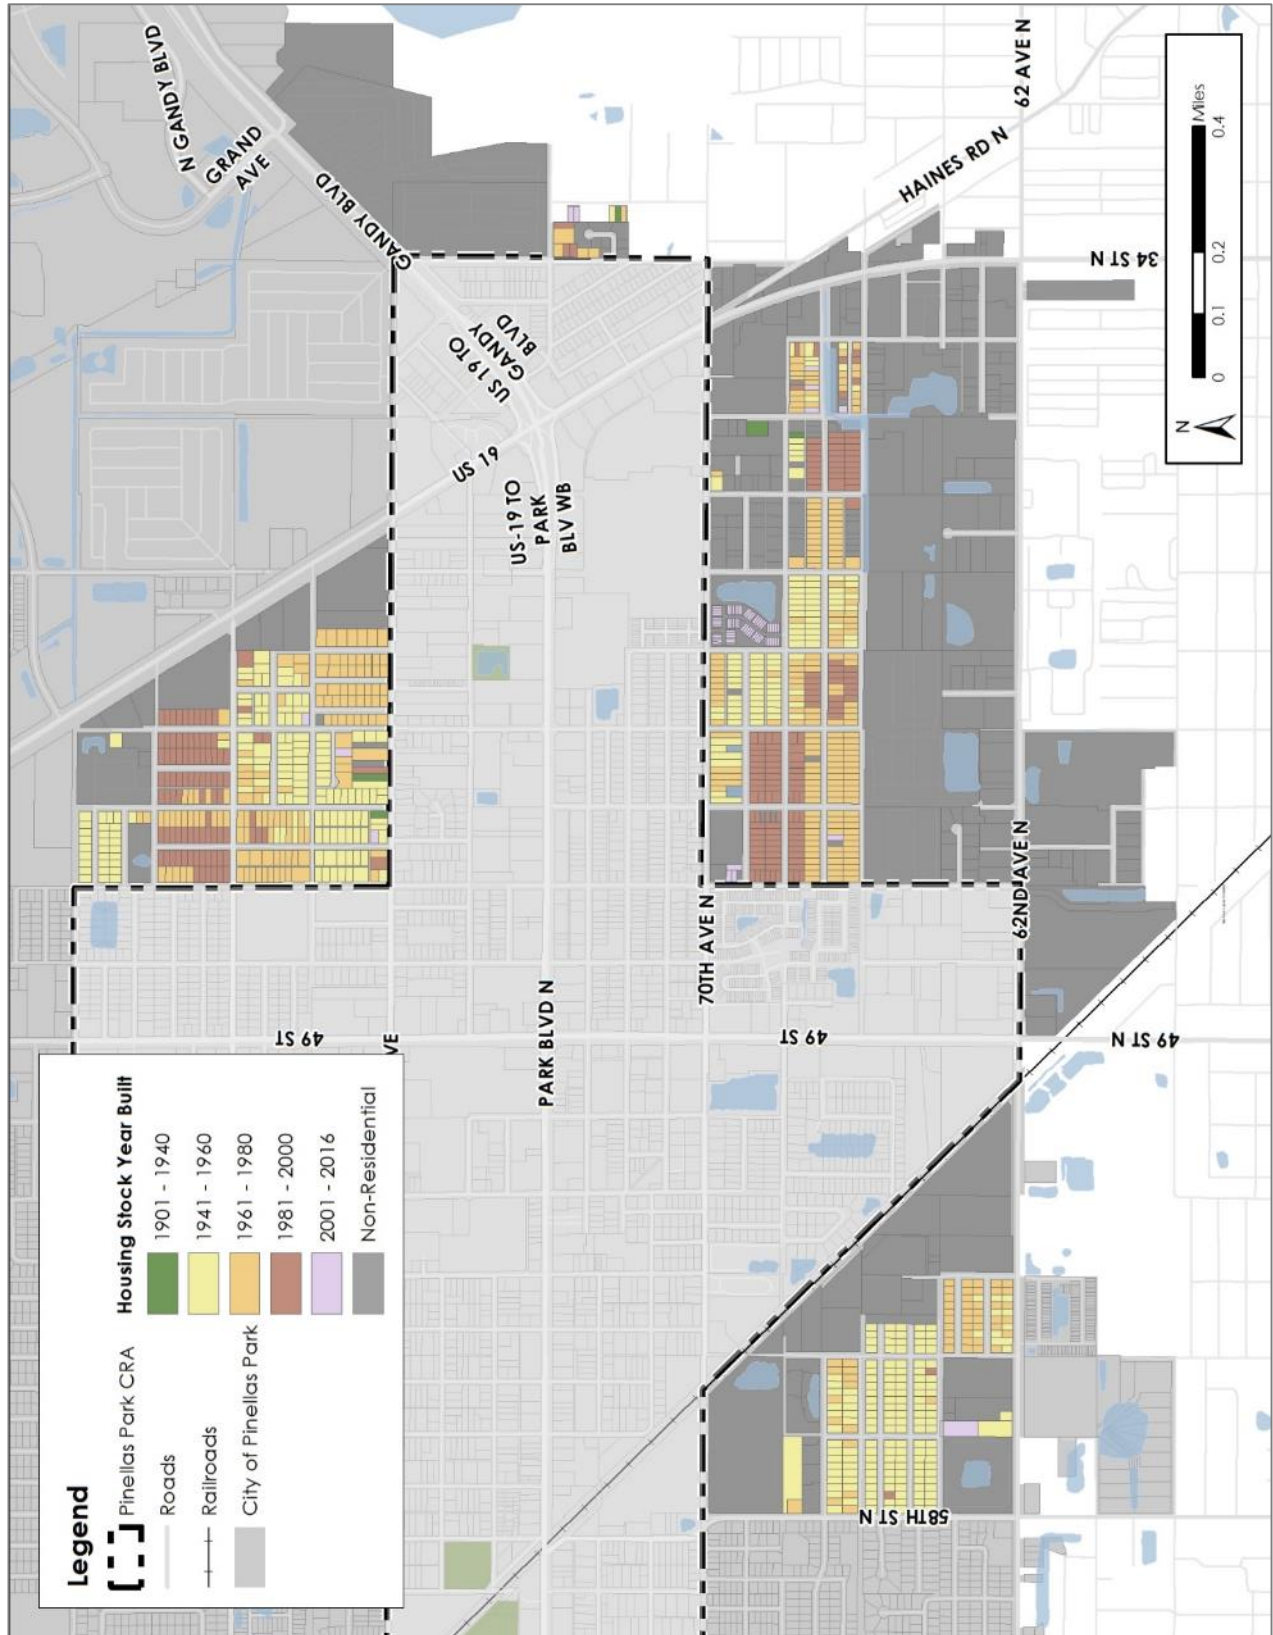 Legend
Pinellas Park CRA
Roads
Railroads
City of Pinellas Park
Housing Stock Year Built
1901 - 1940
1941 - 1960
1961 - 1980
1981 - 2000
2001 - 2016
Non-Residential
N GANDY BLVD
GRAND
AVE
GANDY BLVD
US 19 TO
GANDY
BLVD
US 19
US-19 TO
PARK
BLV WB
PARK BLVD N
VE
49 ST
70TH AVE N
49 ST
62ND AVE N
49 ST N
58TH ST N
62 AVE N
HAINES RD N
34 ST N
N
0
0.1
0.2
0.4
Miles